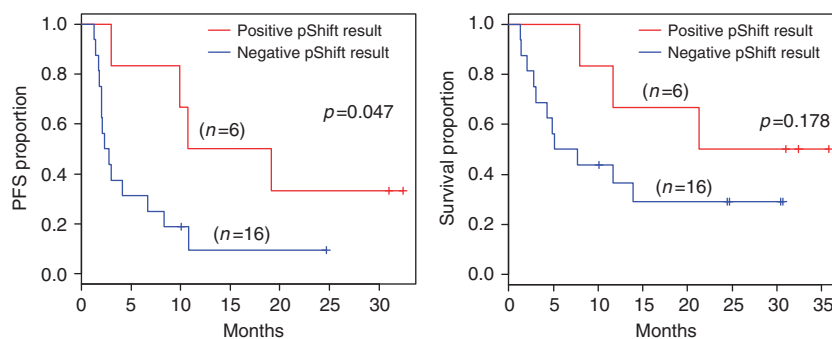 PFS proportion
1.0
0.8
0.6
0.4
0.2
0.0
Positive pShift result
Negative pShift result
(n=6)
p=0.047
(n=16)
0 5 10 15 20 25 30
Months
Survival proportion
1.0
0.8
0.6
0.4
0.2
0.0
Positive pShift result
Negative pShift result
(n=6)
p=0.178
(n=16)
0 5 10 15 20 25 30 35
Months